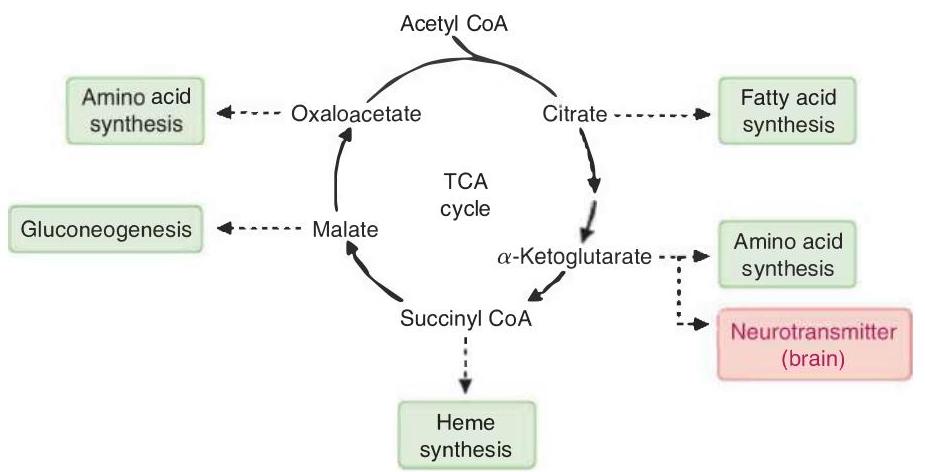 Acetyl CoA
Amino acid
synthesis
Oxaloacetate
Citrate
Fatty acid
synthesis
TCA
cycle
Gluconeogenesis
Malate
α-Ketoglutarate
Amino acid
synthesis
Succinyl CoA
Neurotransmitter
(brain)
Heme
synthesis